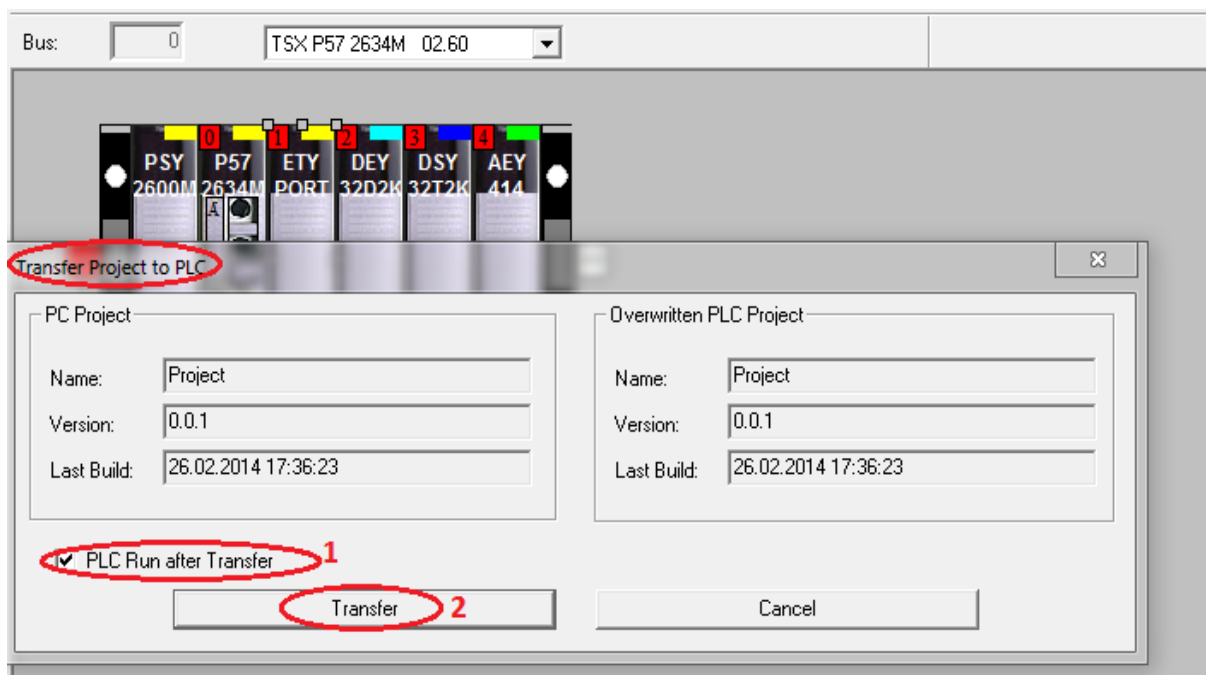 Bus: 0 TSX P57 2634M 02.60
0 1 2 3 4
PSY P57 ETY DEY DSY AEY
2600M 2634M PORT 32D2K 32T2K 414
A
Transfer Project to PLC
PC Project Overwritten PLC Project
Name: Project Name: Project
Version: 0.0.1 Version: 0.0.1
Last Build: 26.02.2014 17:36:23 Last Build: 26.02.2014 17:36:23
PLC Run after Transfer 1
Transfer 2 Cancel